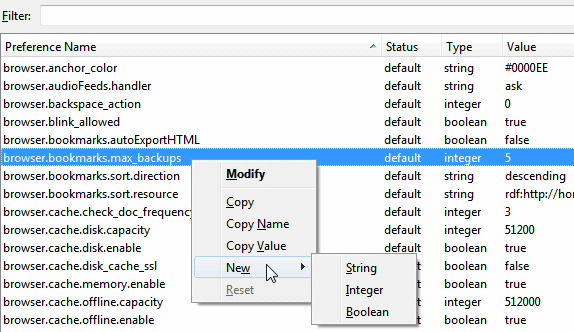 Filter:
Preference Name Status Type Value
browser.anchor_color default string #0000EE
browser.audioFeeds.handler default string ask
browser.backspace_action default integer 0
browser.blink_allowed default boolean true
browser.bookmarks.autoExportHTML default boolean false
browser.bookmarks.max_backups default integer 5
browser.bookmarks.sort.direction default string descending
browser.bookmarks.sort.resource default string rdf:http://ho
browser.cache.check_doc_frequency default integer 3
browser.cache.disk.capacity default integer 51200
browser.cache.disk.enable default boolean true
browser.cache.disk_cache_ssl boolean false
browser.cache.memory.enable boolean true
browser.cache.offline.capacity integer 512000
browser.cache.offline.enable boolean true
Modify
Copy
Copy Name
Copy Value
New
Reset
String
Integer
Boolean